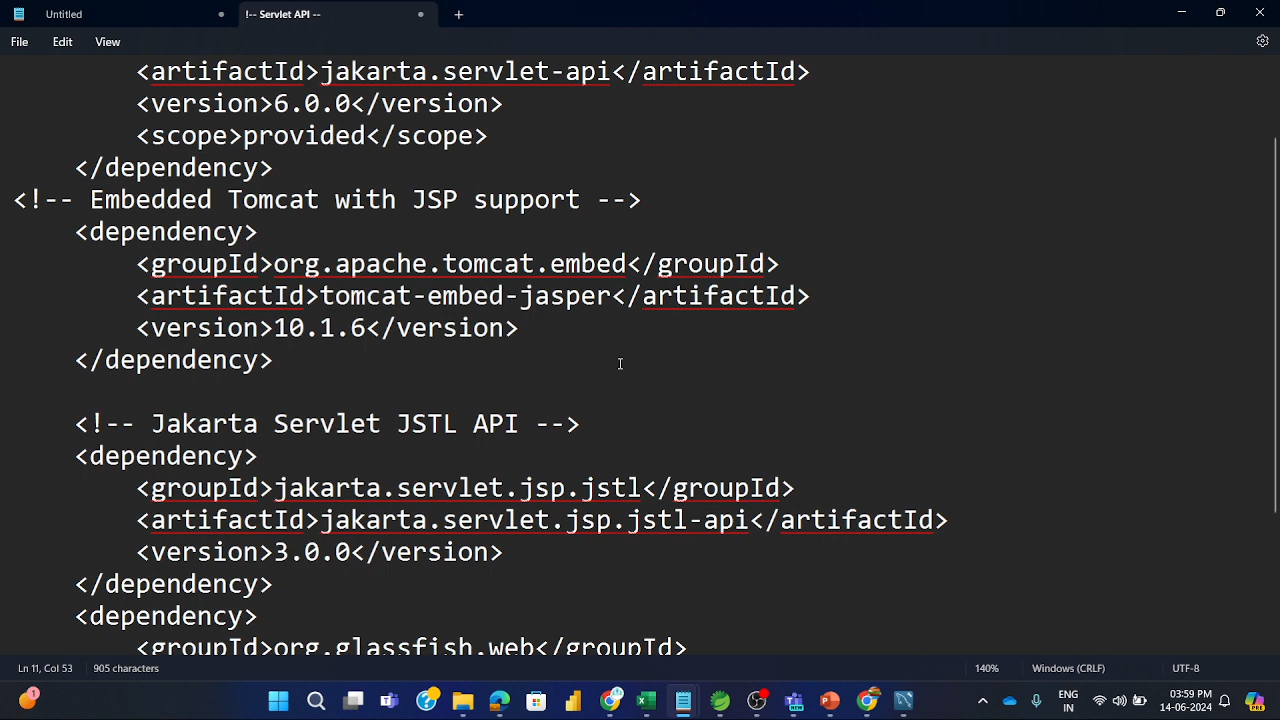 Untitled
!-- Servlet API --
File Edit View
<artifactId>jakarta.servlet-api</artifactId>
<version>6.0.0</version>
<scope>provided</scope>
</dependency>
<!-- Embedded Tomcat with JSP support -->
<dependency>
<groupId>org.apache.tomcat.embed</groupId>
<artifactId>tomcat-embed-jasper</artifactId>
<version>10.1.6</version>
</dependency>
<!-- Jakarta Servlet JSTL API -->
<dependency>
<groupId>jakarta.servlet.jsp.jstl</groupId>
<artifactId>jakarta.servlet.jsp.jstl-api</artifactId>
<version>3.0.0</version>
</dependency>
<dependency>
<groupId>org.glassfish.web</groupId>
Ln 11, Col 53 905 characters 140% Windows (CRLF) UTF-8
1
ENG
IN
03:59 PM
14-06-2024